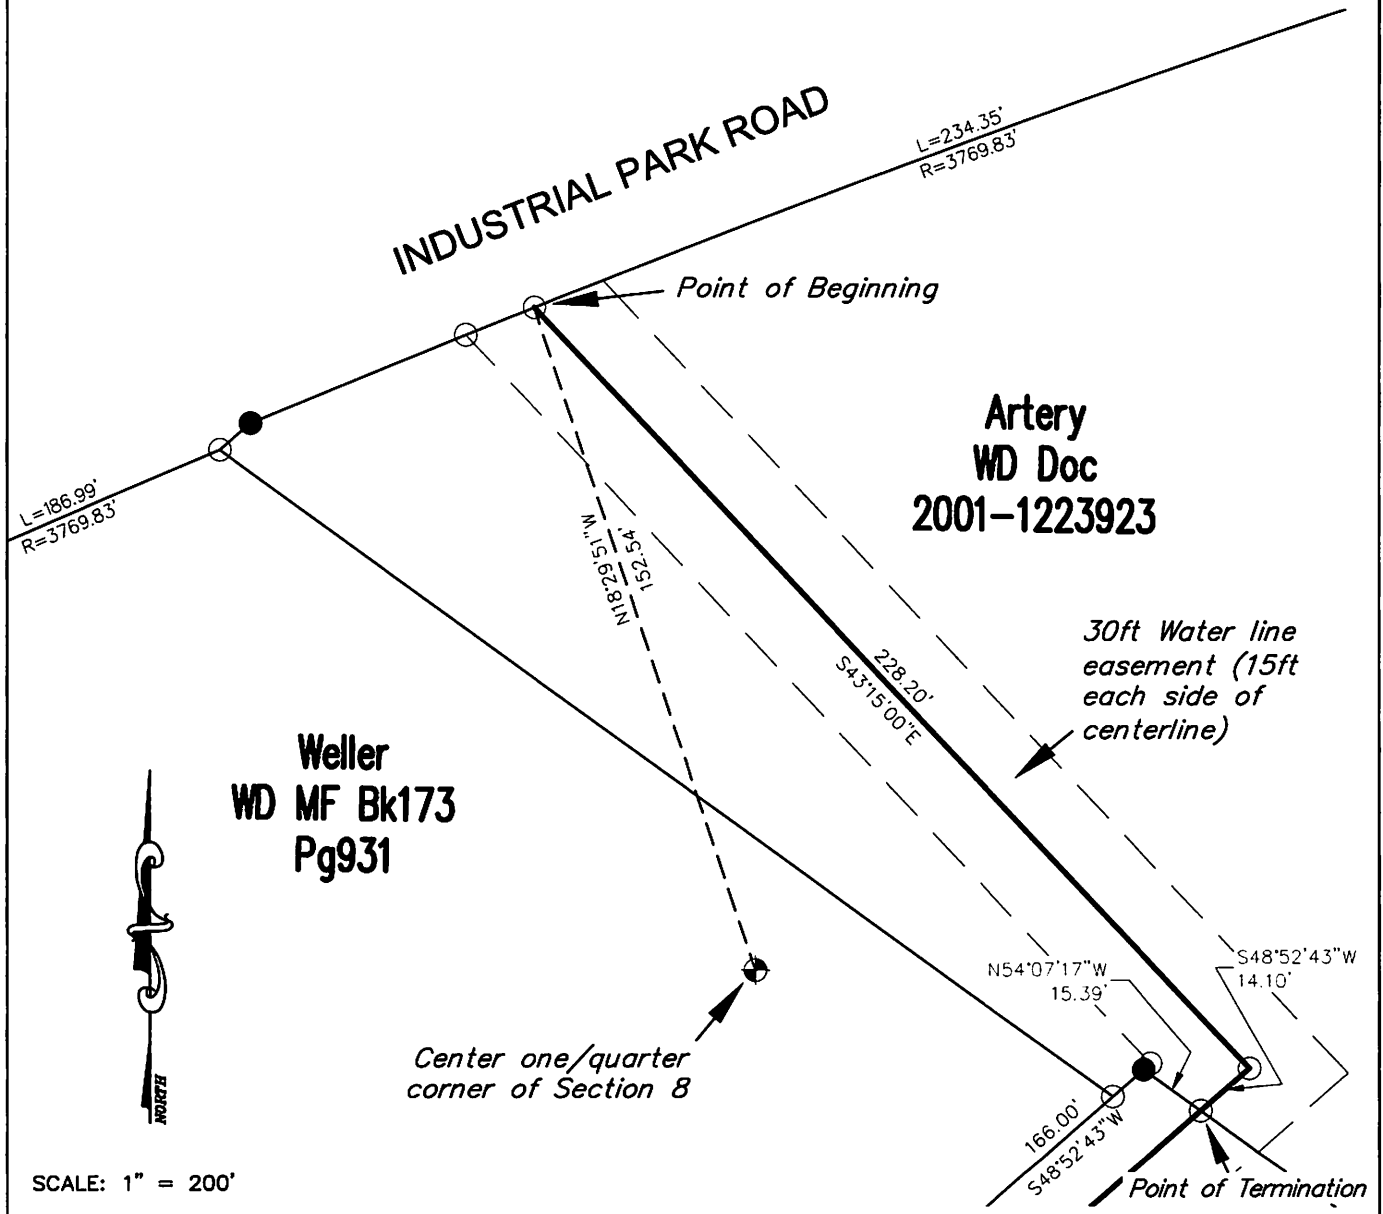 INDUSTRIAL PARK ROAD
L=234.35'
R=3769.83'
Point of Beginning
L=186.99'
R=3769.83'
Artery
WD Doc
2001-1223923
N18°29'51"W
152.54'
228.20'
S43°15'00"E
30ft Water line
easement (15ft
each side of
centerline)
Weller
WD MF Bk173
Pg931
N54°07'17"W
15.39'
S48°52'43"W
14.10'
Center one/quarter
corner of Section 8
NORTH
166.00'
S48°52'43"W
Point of Termination
SCALE: 1" = 200'